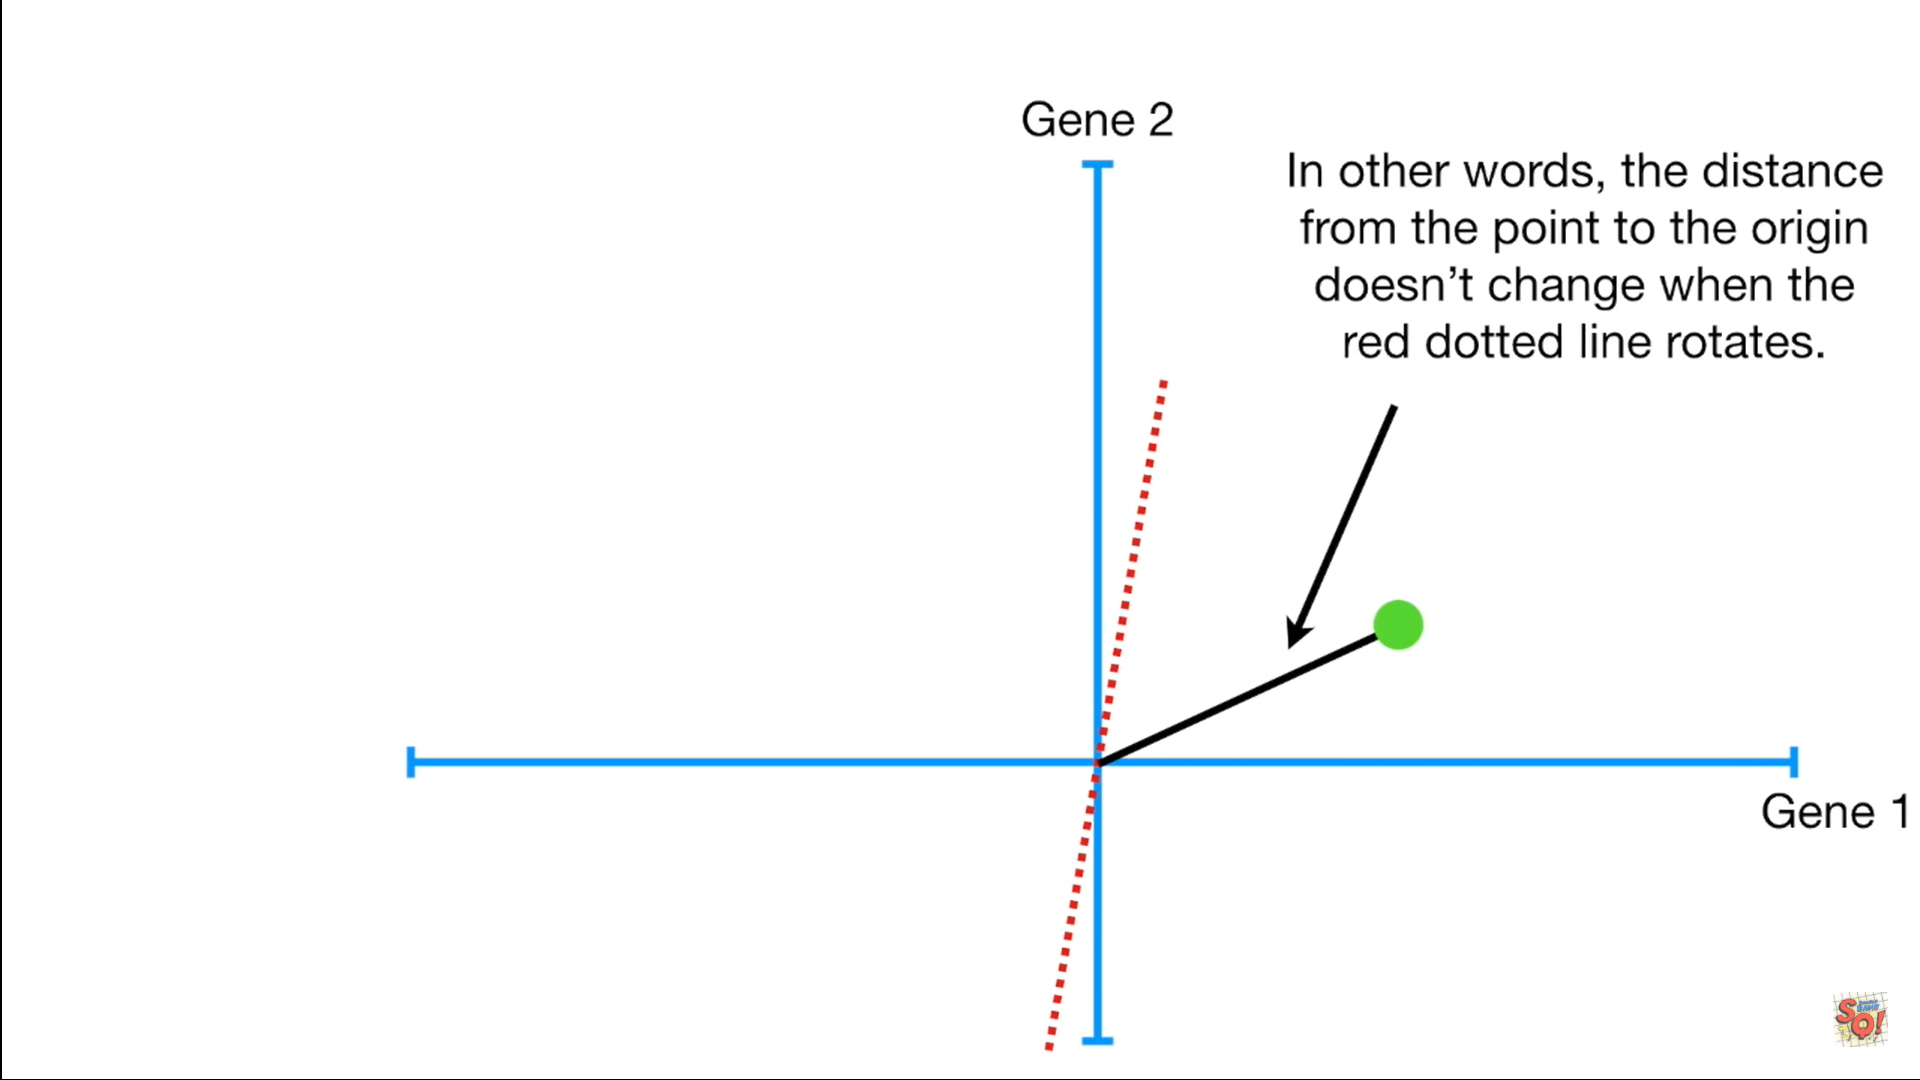 Gene 2
In other words, the distance
from the point to the origin
doesn’t change when the
red dotted line rotates.
Gene 1
SQ!